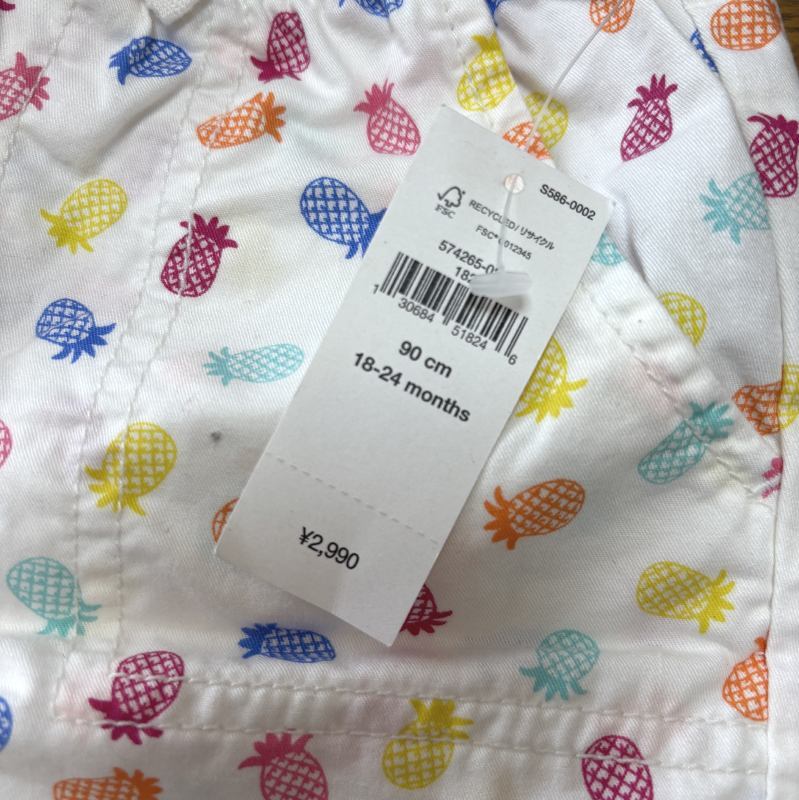 S586-0002
FSC
RECYCLED/リサイクル
FSC®
574265-0
1 30684 51824 6
90 cm
18-24 months
¥2,990